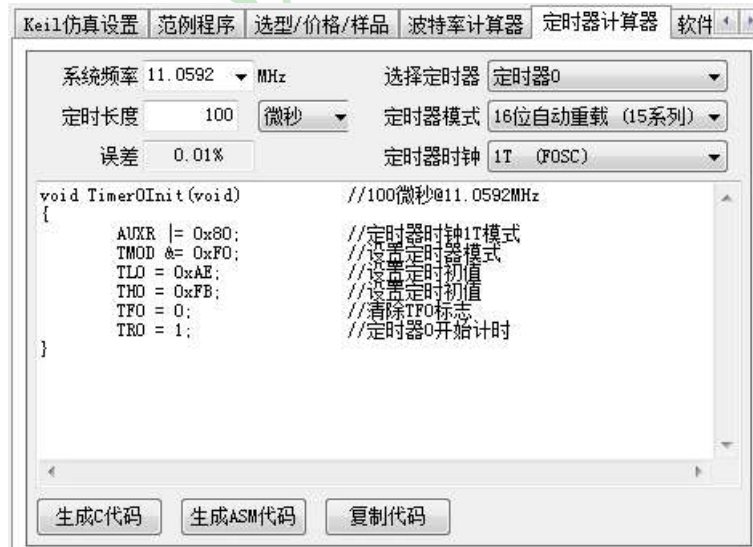 Keil仿真设置 范例程序 选型/价格/样品 波特率计算器 定时器计算器 软件
系统频率 11.0592 MHz 选择定时器 定时器0
定时长度 100 微秒 定时器模式 16位自动重载 (15系列)
误差 0.01% 定时器时钟 1T (FOSC)
void Timer0Init(void) //100微秒@11.0592MHz
{
AUXR |= 0x80; //定时器时钟1T模式
TMOD &= 0xF0; //设置定时器模式
TL0 = 0xAE; //设置定时初值
TH0 = 0xFB; //设置定时初值
TF0 = 0; //清除TF0标志
TR0 = 1; //定时器0开始计时
}
生成C代码 生成ASM代码 复制代码